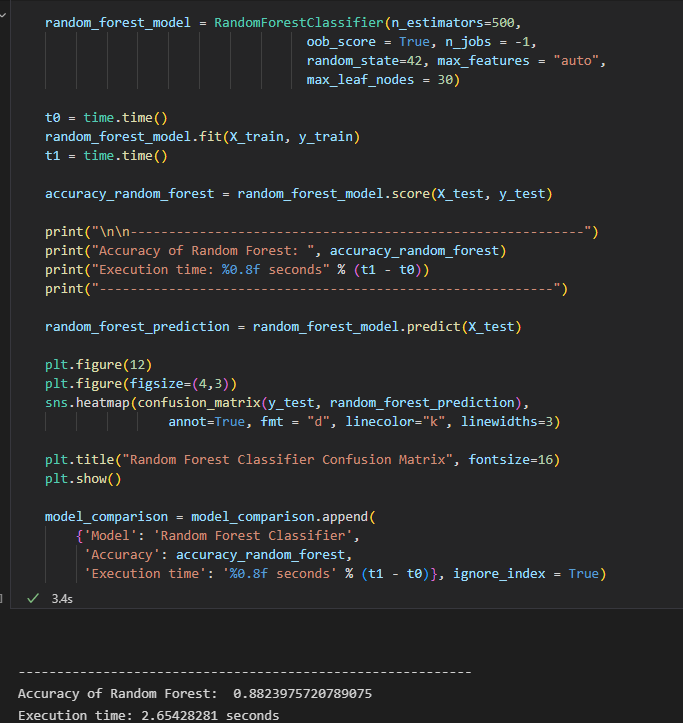 random_forest_model = RandomForestClassifier(n_estimators=500,
oob_score = True, n_jobs = -1,
random_state=42, max_features = "auto",
max_leaf_nodes = 30)
t0 = time.time()
random_forest_model.fit(X_train, y_train)
t1 = time.time()
accuracy_random_forest = random_forest_model.score(X_test, y_test)
print("\n\n-----------------------------------------------------------")
print("Accuracy of Random Forest: ", accuracy_random_forest)
print("Execution time: %0.8f seconds" % (t1 - t0))
print("-----------------------------------------------------------")
random_forest_prediction = random_forest_model.predict(X_test)
plt.figure(12)
plt.figure(figsize=(4,3))
sns.heatmap(confusion_matrix(y_test, random_forest_prediction),
annot=True, fmt = "d", linecolor="k", linewidths=3)
plt.title("Random Forest Classifier Confusion Matrix", fontsize=16)
plt.show()
model_comparison = model_comparison.append(
{'Model': 'Random Forest Classifier',
'Accuracy': accuracy_random_forest,
'Execution time': '%0.8f seconds' % (t1 - t0)}, ignore_index = True)
3.4s
-----------------------------------------------------------
Accuracy of Random Forest:  0.8823975720789075
Execution time: 2.65428281 seconds